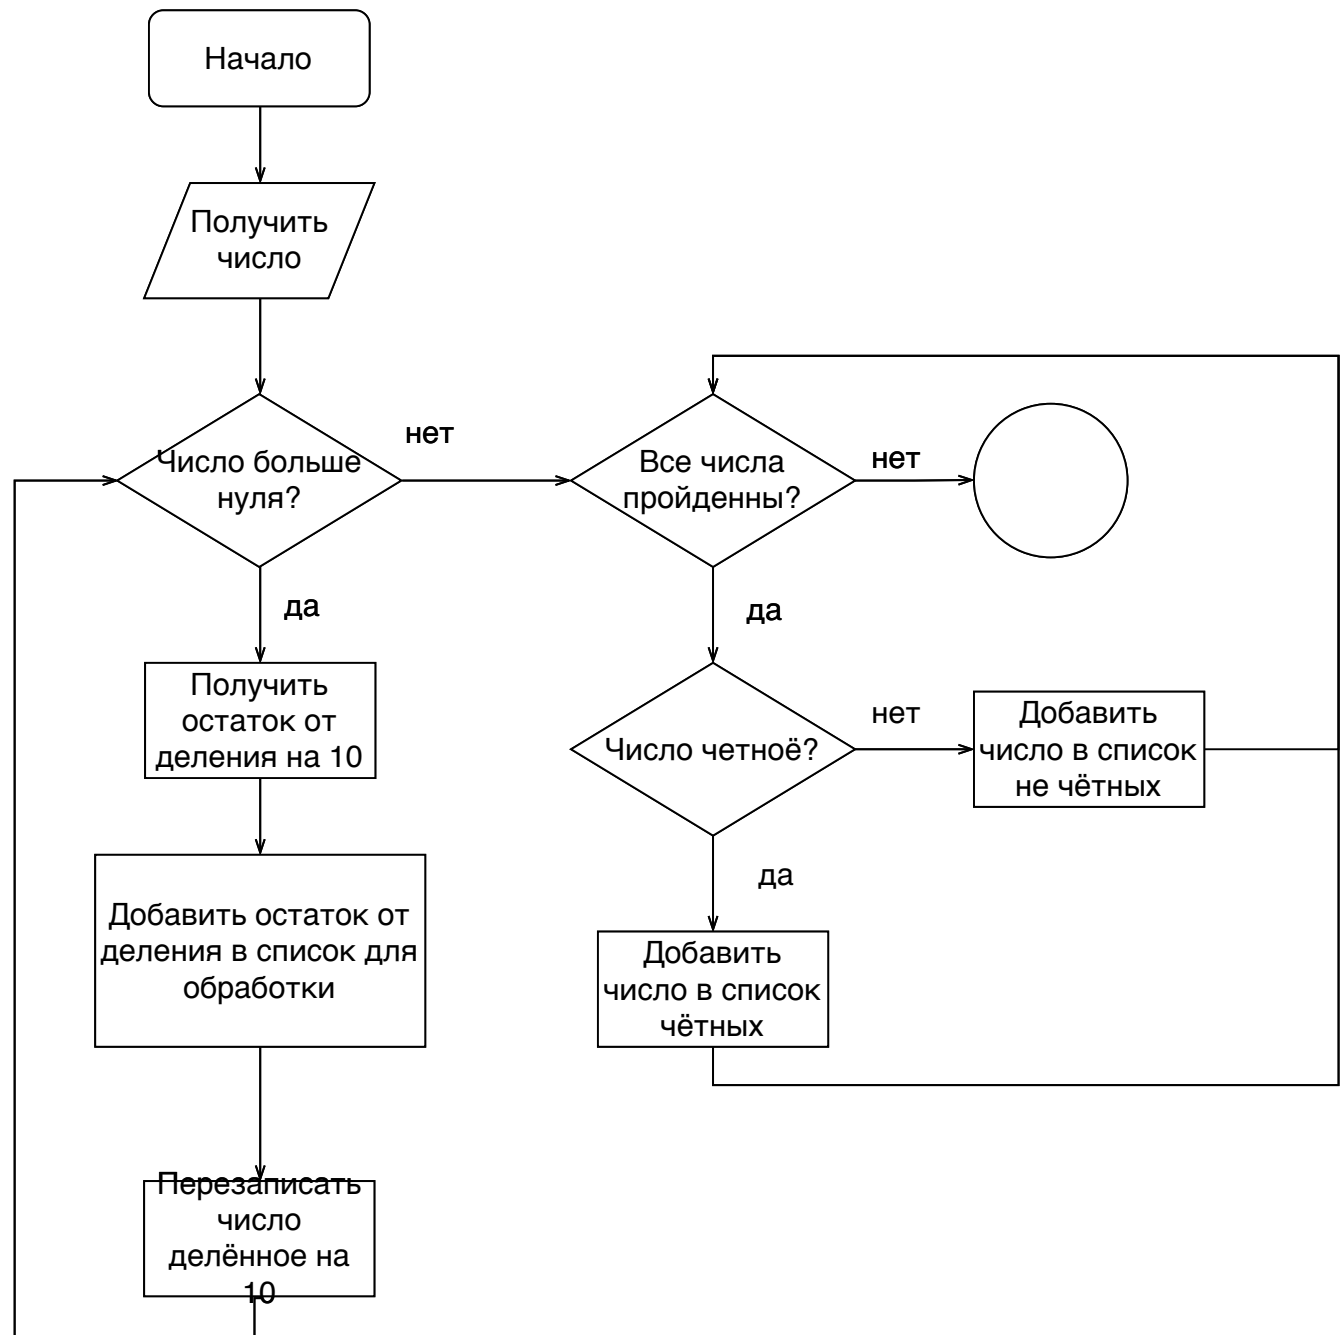 Начало
Получить
число
Число больше
нуля?
нет
Все числа
пройденны?
нет
да
да
Получить
остаток от
деления на 10
Число четноё?
нет
Добавить
число в список
не чётных
да
Добавить остаток от
деления в список для
обработки
Добавить
число в список
чётных
Перезаписать
число
делённое на
10